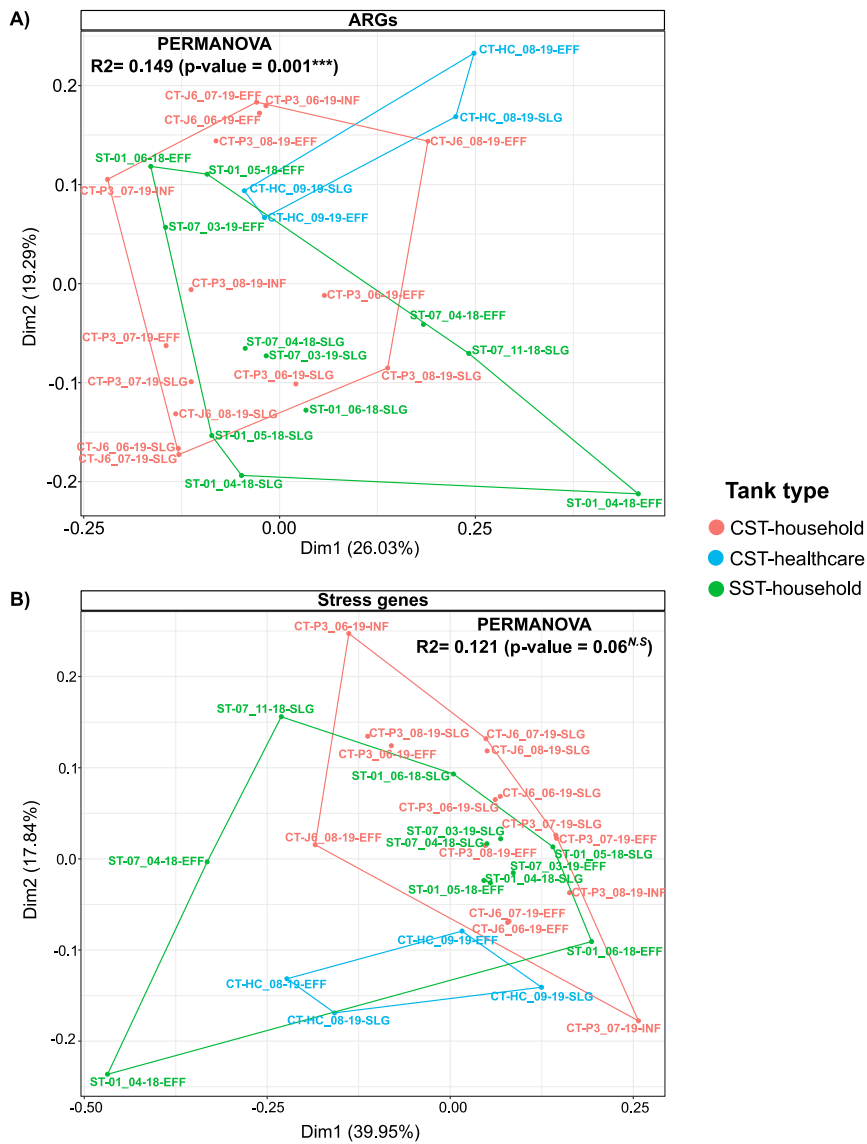 A)
ARGs
PERMANOVA
R2= 0.149 (p-value = 0.001***)
CT-HC_08-19-EFF
CT-J6_07-19-EFF
CT-P3_06-19-INF
CT-J6_06-19-EFF
CT-HC_08-19-SLG
CT-P3_08-19-EFF
CT-J6_08-19-EFF
ST-01_06-18-EFF
ST-01_05-18-EFF
CT-P3_07-19-INF
CT-HC_09-19-SLG
CT-HC_09-19-EFF
ST-07_03-19-EFF
CT-P3_08-19-INF
CT-P3_06-19-EFF
ST-07_04-18-EFF
CT-P3_07-19-EFF
ST-07_04-18-SLG
ST-07_03-19-SLG
ST-07_11-18-SLG
CT-P3_07-19-SLG
CT-P3_06-19-SLG
CT-P3_08-19-SLG
CT-J6_08-19-SLG
ST-01_06-18-SLG
ST-01_05-18-SLG
CT-J6_06-19-SLG
CT-J6_07-19-SLG
ST-01_04-18-SLG
ST-01_04-18-EFF
0.2
0.1
0.0
-0.1
-0.2
Dim2 (19.29%)
-0.25
0.00
0.25
Dim1 (26.03%)
Tank type
CST-household
CST-healthcare
SST-household
B)
Stress genes
PERMANOVA
R2= 0.121 (p-value = 0.06N.S)
CT-P3_06-19-INF
ST-07_11-18-SLG
CT-P3_08-19-SLG
CT-J6_07-19-SLG
CT-P3_06-19-EFF
CT-J6_08-19-SLG
ST-01_06-18-SLG
CT-J6_06-19-SLG
CT-P3_06-19-SLG
CT-P3_07-19-SLG
CT-J6_08-19-EFF
ST-07_03-19-SLG
CT-P3_07-19-EFF
ST-07_04-18-SLG
ST-07_04-18-EFF
CT-P3_08-19-EFF
ST-01_05-18-SLG
ST-07_03-19-EFF
ST-01_04-18-SLG
ST-01_05-18-EFF
CT-P3_08-19-INF
CT-J6_07-19-EFF
CT-J6_06-19-EFF
CT-HC_09-19-EFF
ST-01_06-18-EFF
CT-HC_08-19-EFF
CT-HC_09-19-SLG
CT-HC_08-19-SLG
CT-P3_07-19-INF
ST-01_04-18-EFF
0.2
0.1
0.0
-0.1
-0.2
Dim2 (17.84%)
-0.50
-0.25
0.00
0.25
Dim1 (39.95%)